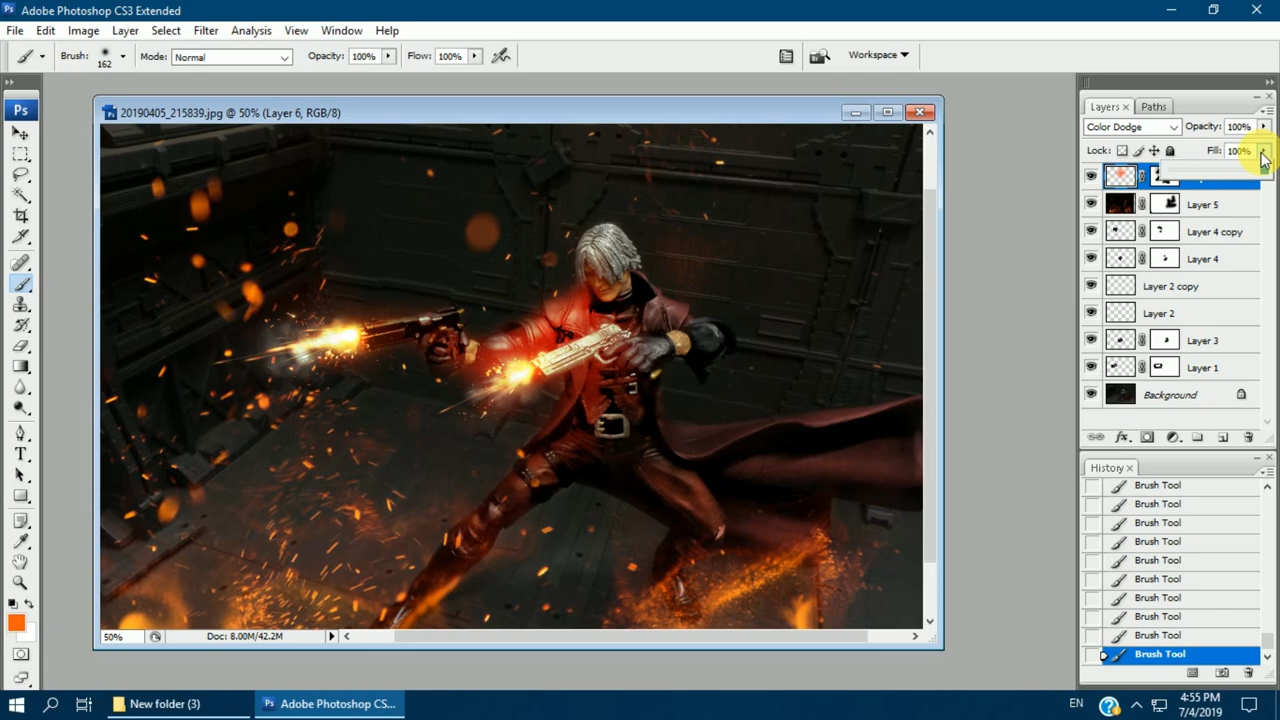 Ps Adobe Photoshop CS3 Extended
File Edit Image Layer Select Filter Analysis View Window Help
Brush: 162 Mode: Normal Opacity: 100% Flow: 100% Workspace
Ps
20190405_215839.jpg @ 50% (Layer 6, RGB/8)
50% Doc: 8.00M/42.2M
T
Layers Paths
Color Dodge Opacity: 100%
Lock: Fill: 100%
Layer 5
Layer 4 copy
Layer 4
Layer 2 copy
Layer 2
Layer 3
Layer 1
Background
fx
History
Brush Tool
Brush Tool
Brush Tool
Brush Tool
Brush Tool
Brush Tool
Brush Tool
Brush Tool
Brush Tool
Brush Tool
New folder (3)
Ps Adobe Photoshop CS...
EN
4:55 PM
7/4/2019